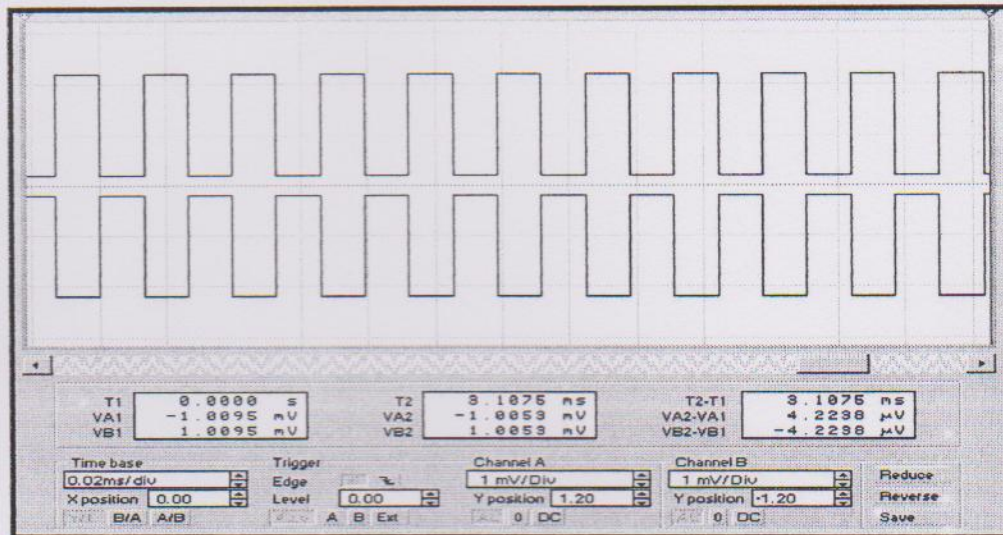 T1 0.0000 s T2 3.1075 ms T2-T1 3.1075 ms
VA1 -1.0095 mV VA2 -1.0053 mV VA2-VA1 4.2238 µV
VB1 1.0095 mV VB2 1.0053 mV VB2-VB1 -4.2238 µV
Time base Trigger Channel A Channel B
0.02ms/div Edge 1 mV/Div 1 mV/Div Reduce
X position 0.00 Level 0.00 Y position 1.20 Y position -1.20 Reverse
Y/T B/A A/B Auto A B Ext AC 0 DC AC 0 DC Save